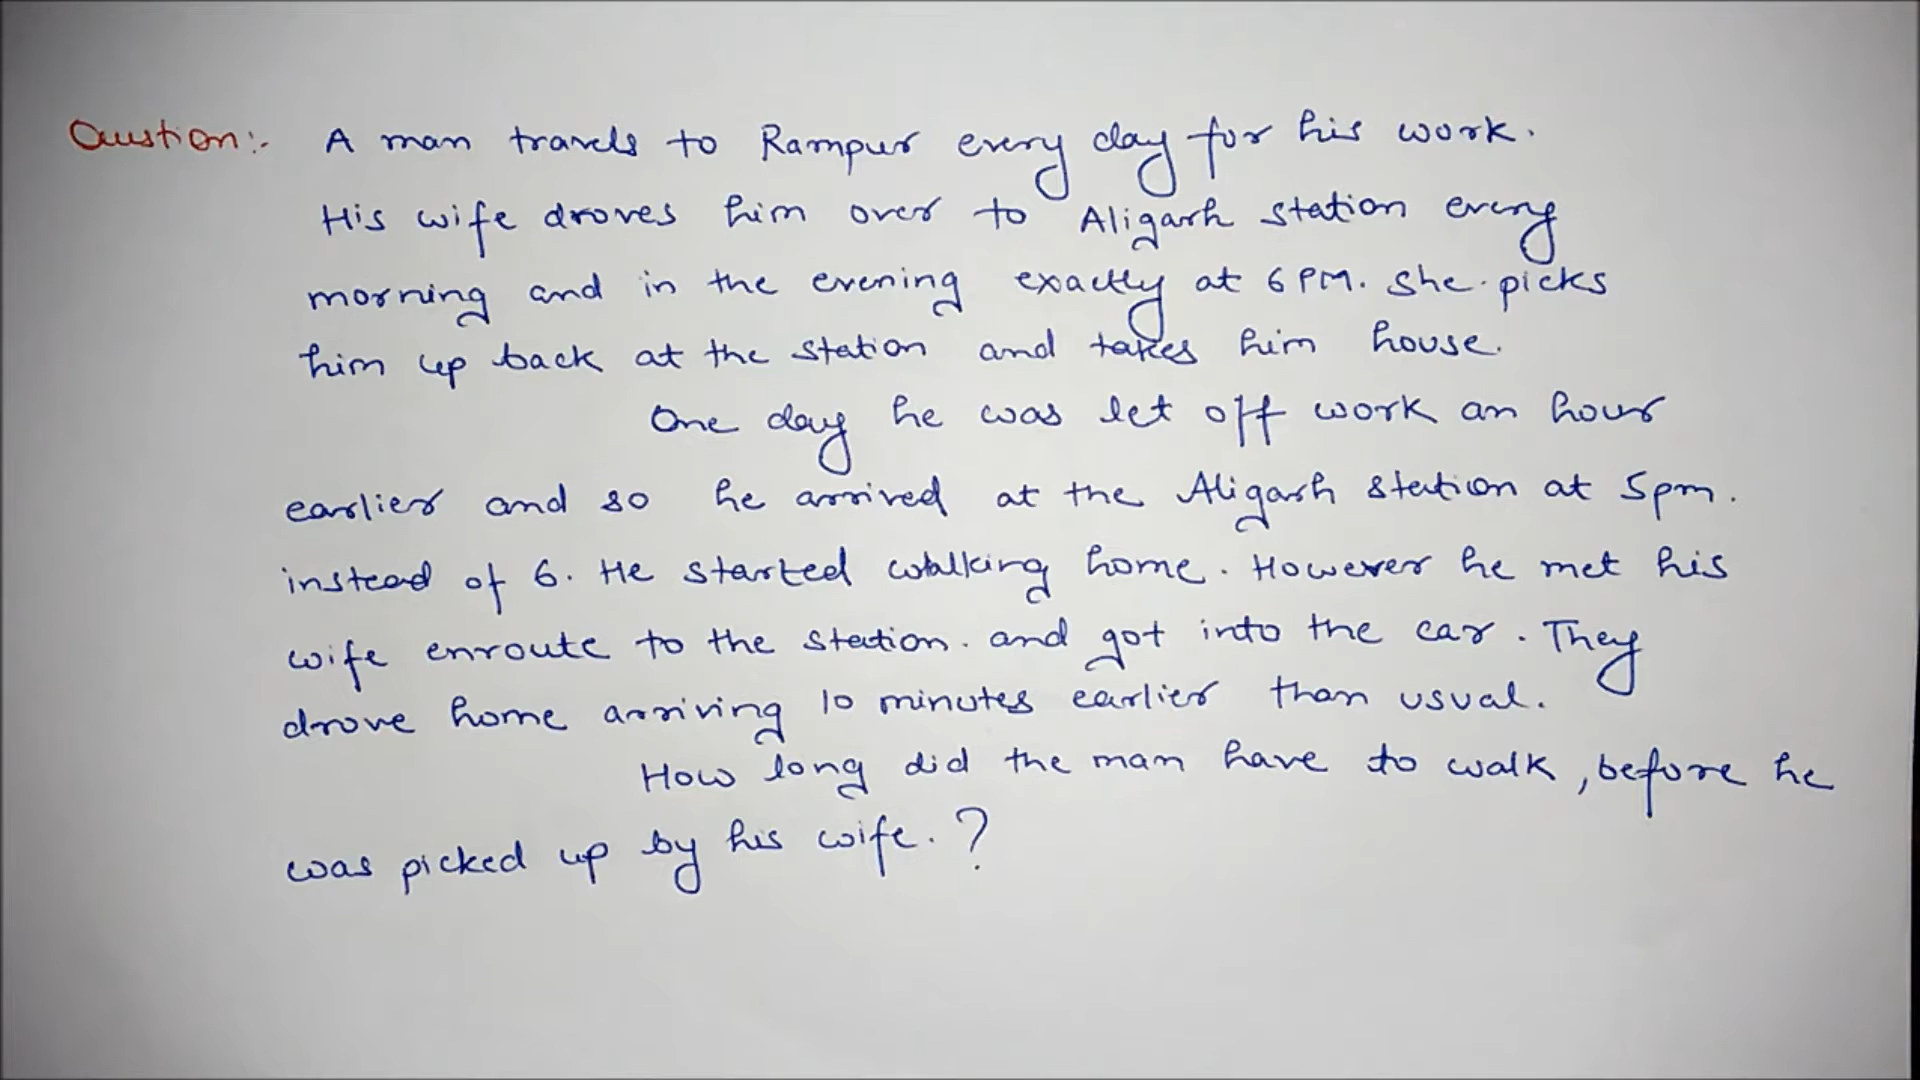 Qustion:- A man travels to Rampur every day for his work.
His wife droves him over to Aligarh station every
morning and in the evening exactly at 6 PM. She picks
him up back at the station and takes him house.
One day he was let off work an hour
earlier and so he arrived at the Aligarh station at 5pm.
instead of 6. He started walking home. However he met his
wife enroute to the station. and got into the car. They
drove home arriving 10 minutes earlier than usual.
How long did the man have to walk, before he
was picked up by his wife.?